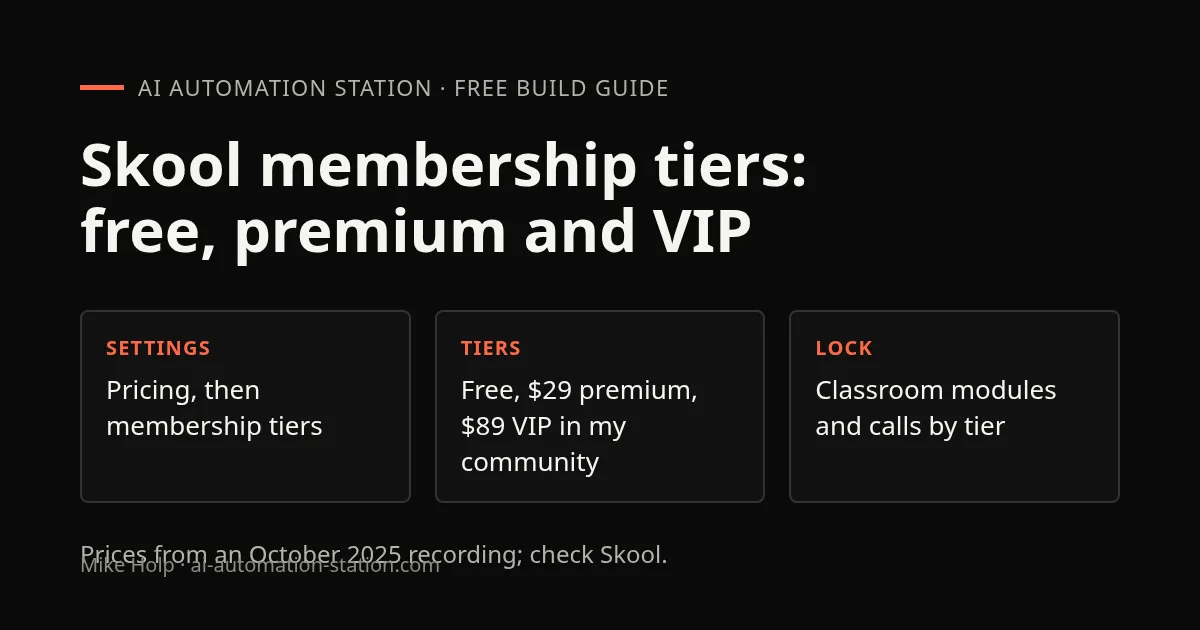 AI AUTOMATION STATION · FREE BUILD GUIDE
Skool membership tiers:
free, premium and VIP
SETTINGS
Pricing, then
membership tiers
TIERS
Free, $29 premium,
$89 VIP in my
community
LOCK
Classroom modules
and calls by tier
Prices from an October 2025 recording; check Skool.
Mike Holp · ai-automation-station.com